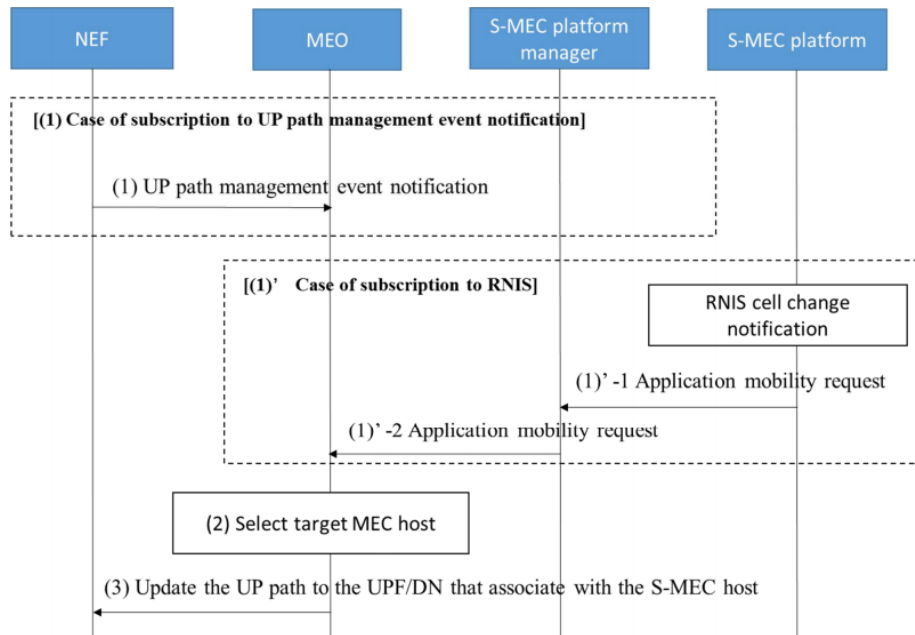 NEF
MEO
S-MEC platform
manager
S-MEC platform
[(1) Case of subscription to UP path management event notification]
(1) UP path management event notification
[(1)’ Case of subscription to RNIS]
RNIS cell change
notification
(1)’ -1 Application mobility request
(1)’ -2 Application mobility request
(2) Select target MEC host
(3) Update the UP path to the UPF/DN that associate with the S-MEC host